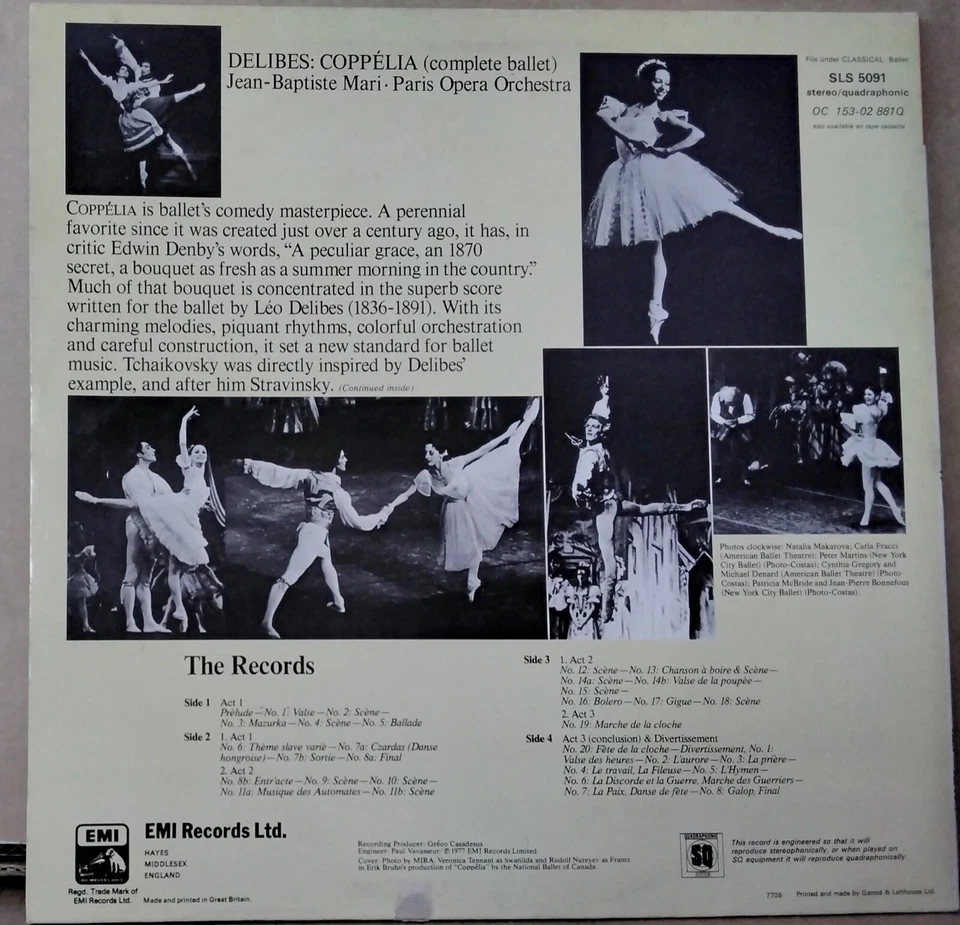 DELIBES: COPPÉLIA (complete ballet)
Jean-Baptiste Mari · Paris Opera Orchestra
File under CLASSICAL Ballet
SLS 5091
stereo/quadraphonic
OC 153-02 881Q
also available on tape cassette
COPPÉLIA is ballet's comedy masterpiece. A perennial
favorite since it was created just over a century ago, it has, in
critic Edwin Denby's words, “A peculiar grace, an 1870
secret, a bouquet as fresh as a summer morning in the country.”
Much of that bouquet is concentrated in the superb score
written for the ballet by Léo Delibes (1836-1891). With its
charming melodies, piquant rhythms, colorful orchestration
and careful construction, it set a new standard for ballet
music. Tchaikovsky was directly inspired by Delibes'
example, and after him Stravinsky. (Continued inside)
Photos clockwise: Natalia Makarova; Carla Fracci
(American Ballet Theatre); Peter Martins (New York
City Ballet) (Photo-Costas); Cynthia Gregory and
Michael Denard (American Ballet Theatre) (Photo-
Costas); Patricia McBride and Jean-Pierre Bonnefous
(New York City Ballet) (Photo-Costas).
The Records
Side 1 Act 1
Prélude—No. 1: Valse—No. 2: Scène—
No. 3: Mazurka—No. 4: Scène—No. 5: Ballade
Side 2 1. Act 1
No. 6: Thème slave varié—No. 7a: Czardas (Danse
hongroise)—No. 7b: Sortie—No. 8a: Final
2. Act 2
No. 8b: Entr'acte—No. 9: Scène—No. 10: Scène—
No. 11a: Musique des Automates—No. 11b: Scène
Side 3 1. Act 2
No. 12: Scène—No. 13: Chanson à boire & Scène—
No. 14a: Scène—No. 14b: Valse de la poupée—
No. 15: Scène—
No. 16: Bolero—No. 17: Gigue—No. 18: Scène
2. Act 3
No. 19: Marche de la cloche
Side 4 Act 3 (conclusion) & Divertissement
No. 20: Fête de la cloche—Divertissement, No. 1:
Valse des heures—No. 2: L'aurore—No. 3: La prière—
No. 4: Le travail, La Fileuse—No. 5: L'Hymen—
No. 6: La Discorde et la Guerre, Marche des Guerriers—
No. 7: La Paix, Danse de fête—No. 8: Galop, Final
EMI
EMI Records Ltd.
HAYES
MIDDLESEX
ENGLAND
Regd. Trade Mark of
EMI Records Ltd.
Made and printed in Great Britain.
Recording Producer: Gréco Casadesus
Engineer: Paul Vavasseur ℗ 1977 EMI Records Limited
Cover: Photo by MIRA. Veronica Tennant as Swanilda and Rudolf Nureyev as Franz
in Erik Bruhn's production of "Coppélia" by the National Ballet of Canada.
QUADRAPHONIC
SQ
This record is engineered so that it will
reproduce stereophonically, or when played on
SQ equipment it will reproduce quadraphonically.
7709 Printed and made by Garrod & Lofthouse Ltd.